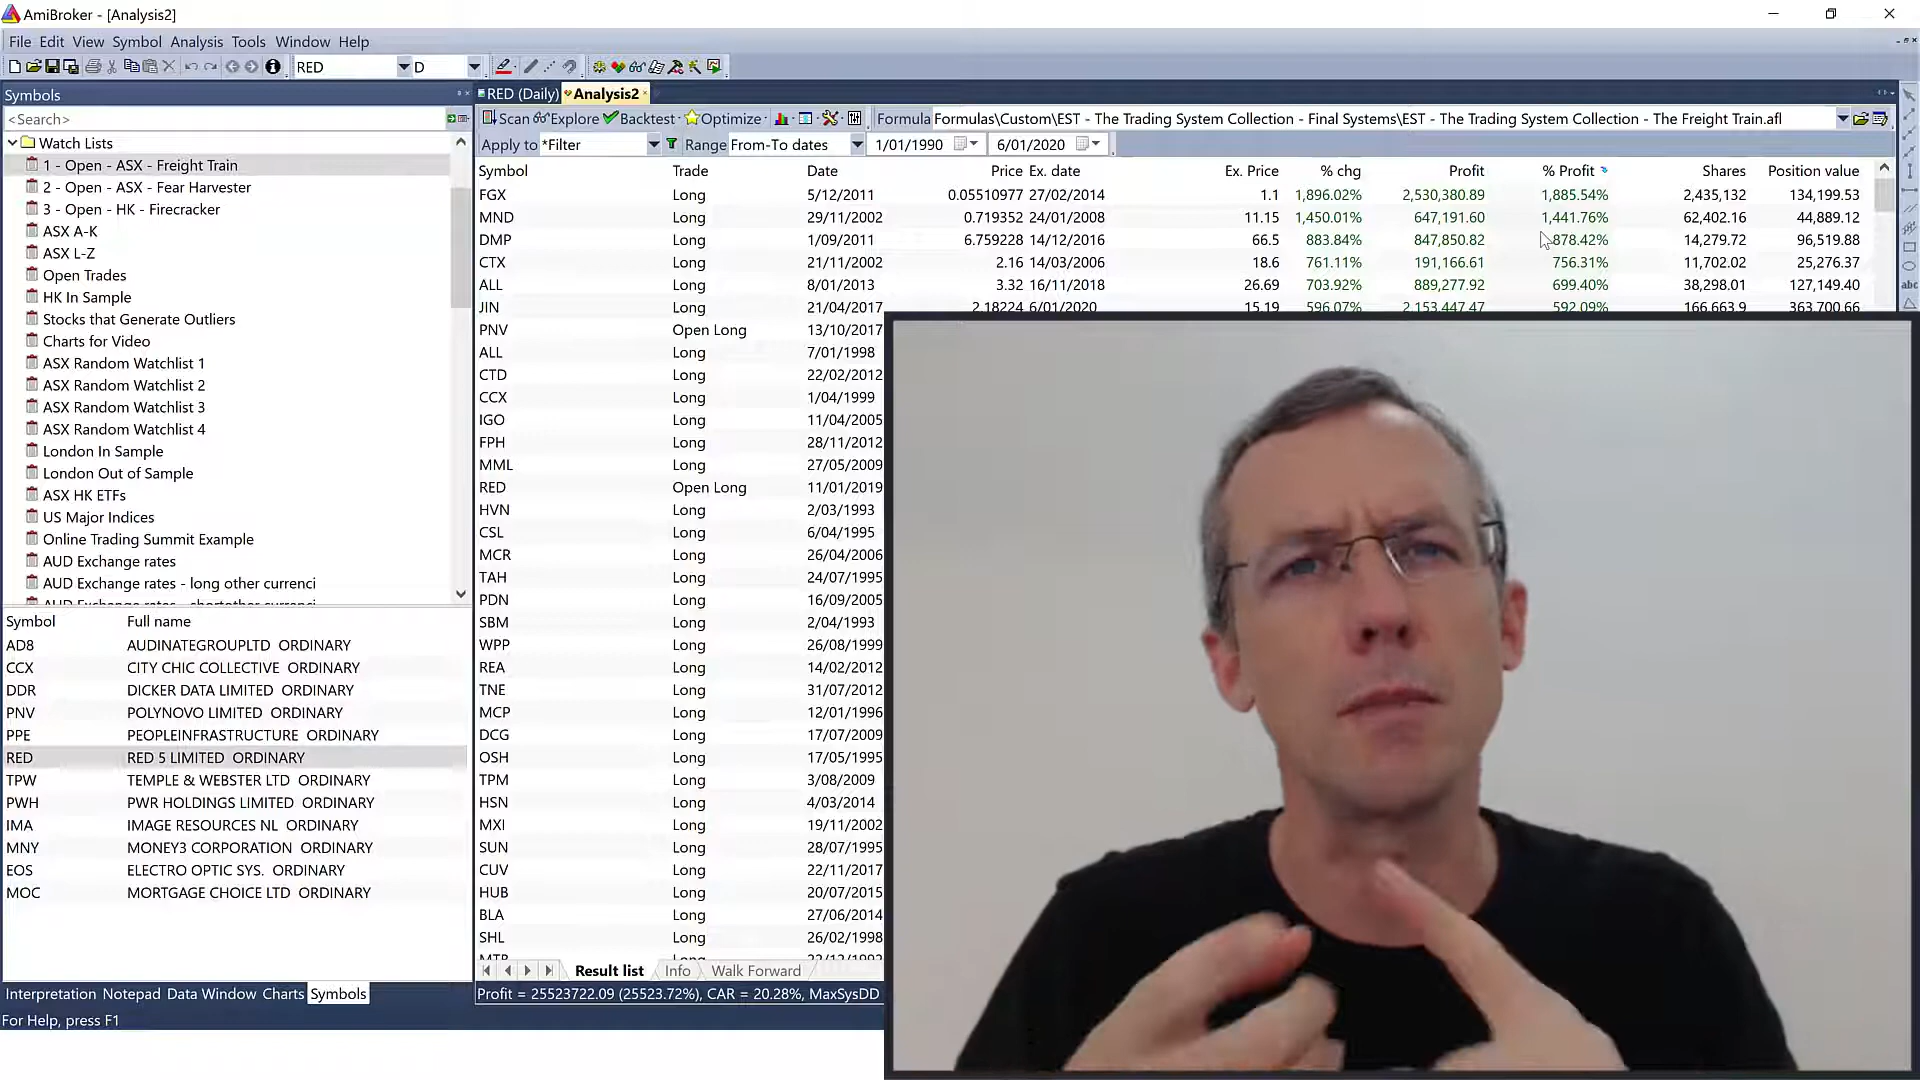 AmiBroker - [Analysis2]
File Edit View Symbol Analysis Tools Window Help
RED D
Symbols
RED (Daily) Analysis2
<Search>
Scan Explore Backtest Optimize Formula Formulas\Custom\EST - The Trading System Collection - Final Systems\EST - The Trading System Collection - The Freight Train.afl
Apply to *Filter Range From-To dates 1/01/1990 6/01/2020
Watch Lists
1 - Open - ASX - Freight Train
2 - Open - ASX - Fear Harvester
3 - Open - HK - Firecracker
ASX A-K
ASX L-Z
Open Trades
HK In Sample
Stocks that Generate Outliers
Charts for Video
ASX Random Watchlist 1
ASX Random Watchlist 2
ASX Random Watchlist 3
ASX Random Watchlist 4
London In Sample
London Out of Sample
ASX HK ETFs
US Major Indices
Online Trading Summit Example
AUD Exchange rates
AUD Exchange rates - long other currenci
AUD Exchange rates - shortother currenci
Symbol Full name
AD8 AUDINATEGROUPLTD ORDINARY
CCX CITY CHIC COLLECTIVE ORDINARY
DDR DICKER DATA LIMITED ORDINARY
PNV POLYNOVO LIMITED ORDINARY
PPE PEOPLEINFRASTRUCTURE ORDINARY
RED RED 5 LIMITED ORDINARY
TPW TEMPLE & WEBSTER LTD ORDINARY
PWH PWR HOLDINGS LIMITED ORDINARY
IMA IMAGE RESOURCES NL ORDINARY
MNY MONEY3 CORPORATION ORDINARY
EOS ELECTRO OPTIC SYS. ORDINARY
MOC MORTGAGE CHOICE LTD ORDINARY
Interpretation Notepad Data Window Charts Symbols
For Help, press F1
Symbol Trade Date Price Ex. date Ex. Price % chg Profit % Profit Shares Position value
FGX Long 5/12/2011 0.05510977 27/02/2014 1.1 1,896.02% 2,530,380.89 1,885.54% 2,435,132 134,199.53
MND Long 29/11/2002 0.719352 24/01/2008 11.15 1,450.01% 647,191.60 1,441.76% 62,402.16 44,889.12
DMP Long 1/09/2011 6.759228 14/12/2016 66.5 883.84% 847,850.82 878.42% 14,279.72 96,519.88
CTX Long 21/11/2002 2.16 14/03/2006 18.6 761.11% 191,166.61 756.31% 11,702.02 25,276.37
ALL Long 8/01/2013 3.32 16/11/2018 26.69 703.92% 889,277.92 699.40% 38,298.01 127,149.40
JIN Long 21/04/2017 2.18224 6/01/2020 15.19 596.07% 2,153,447.47 592.09% 166,663.9 363,700.66
PNV Open Long 13/10/2017
ALL Long 7/01/1998
CTD Long 22/02/2012
CCX Long 1/04/1999
IGO Long 11/04/2005
FPH Long 28/11/2012
MML Long 27/05/2009
RED Open Long 11/01/2019
HVN Long 2/03/1993
CSL Long 6/04/1995
MCR Long 26/04/2006
TAH Long 24/07/1995
PDN Long 16/09/2005
SBM Long 2/04/1993
WPP Long 26/08/1999
REA Long 14/02/2012
TNE Long 31/07/2012
MCP Long 12/01/1996
DCG Long 17/07/2009
OSH Long 17/05/1995
TPM Long 3/08/2009
HSN Long 4/03/2014
MXI Long 19/11/2002
SUN Long 28/07/1995
CUV Long 22/11/2017
HUB Long 20/07/2015
BLA Long 27/06/2014
SHL Long 26/02/1998
Result list Info Walk Forward
Profit = 25523722.09 (25523.72%), CAR = 20.28%, MaxSysDD